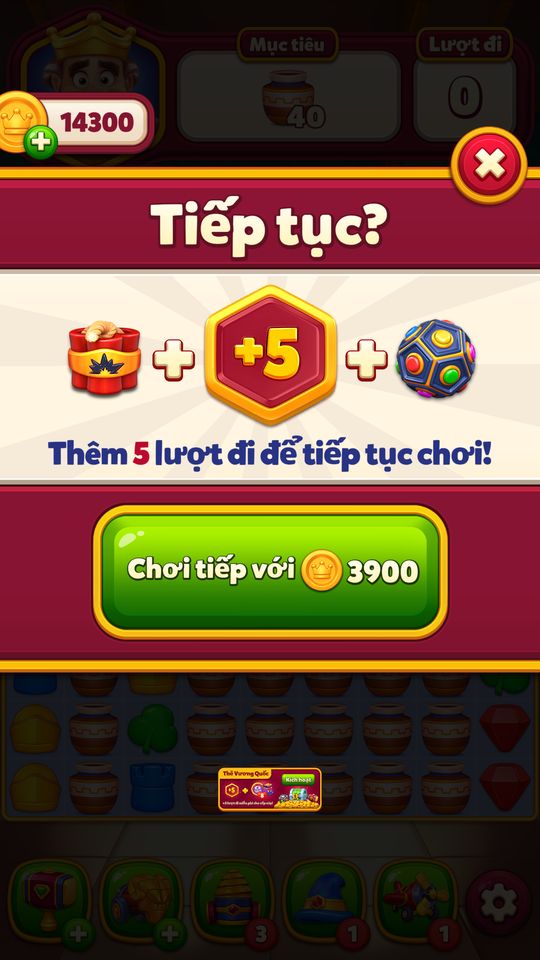 Mục tiêu
Lượt đi
14300
40
0
Tiếp tục?
+5
Thêm 5 lượt đi để tiếp tục chơi!
Chơi tiếp với 3900
Thẻ Vương Quốc
Kích hoạt
+5
3
1
1